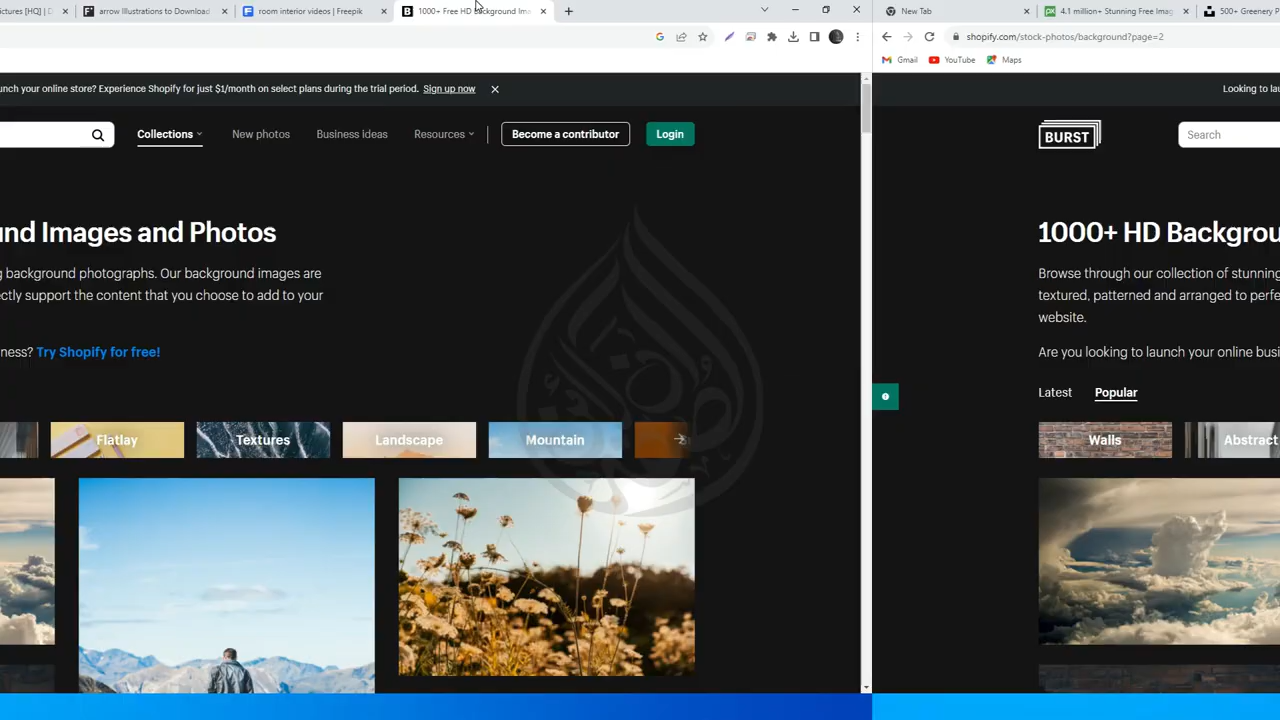 ictures [HQ] | D
arrow Illustrations to Download
room interior videos | Freepik
1000+ Free HD Background Im
unch your online store? Experience Shopify for just $1/month on select plans during the trial period. Sign up now
Collections
New photos
Business ideas
Resources
Become a contributor
Login
und Images and Photos
g background photographs. Our background images are
ectly support the content that you choose to add to your
ness? Try Shopify for free!
Flatlay
Textures
Landscape
Mountain
New Tab
4.1 million+ Stunning Free Imag
500+ Greenery P
shopify.com/stock-photos/background?page=2
Gmail
YouTube
Maps
Looking to lau
BURST
Search
1000+ HD Backgrou
Browse through our collection of stunning
textured, patterned and arranged to perfe
website.
Are you looking to launch your online busi
Latest
Popular
Walls
Abstract